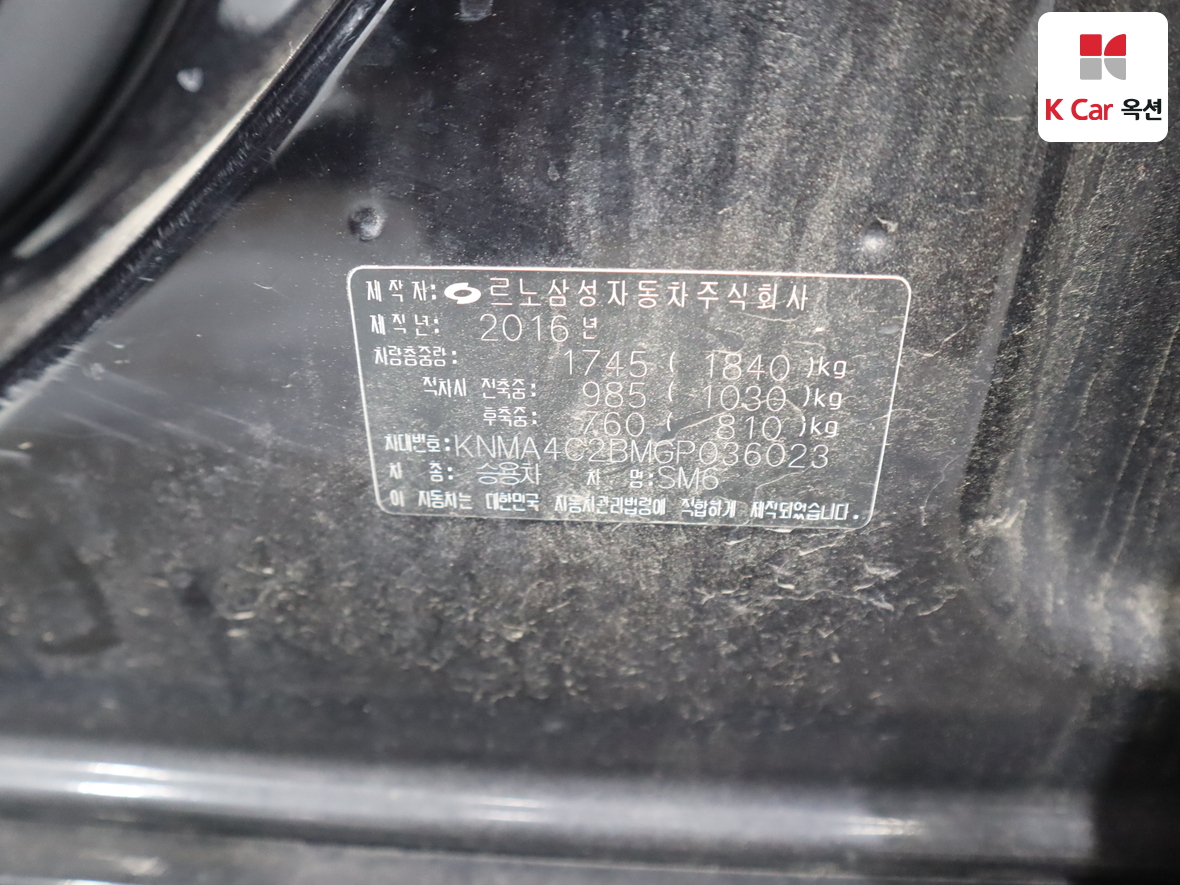 K Car 옥션
제작자: 르노삼성자동차주식회사
제작년: 2016 년
차량총중량: 1745 ( 1840 )kg
적차시 전축중: 985 ( 1030 )kg
후축중: 760 ( 810 )kg
차대번호: KNMA4C2BMGP036023
차 종: 승용차 차 명: SM6
이 자동차는 대한민국 자동차관리법령에 적합하게 제작되었습니다.